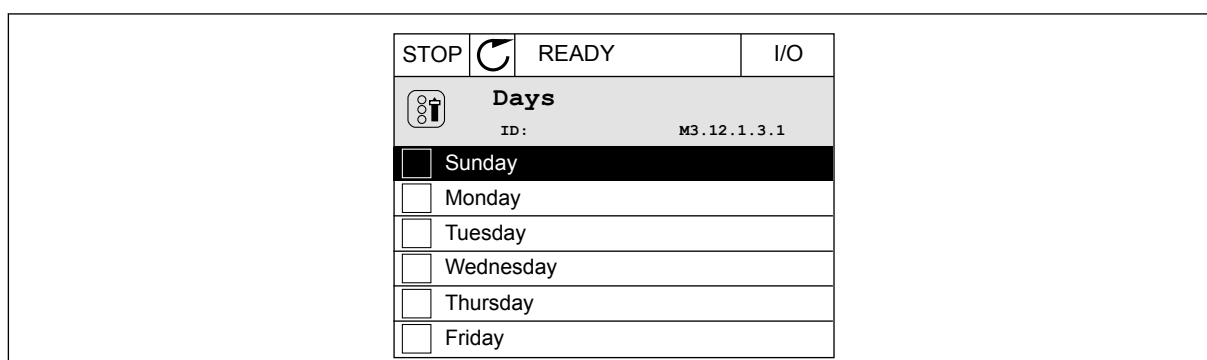 STOP READY I/O
Days
ID: M3.12.1.3.1
Sunday
Monday
Tuesday
Wednesday
Thursday
Friday